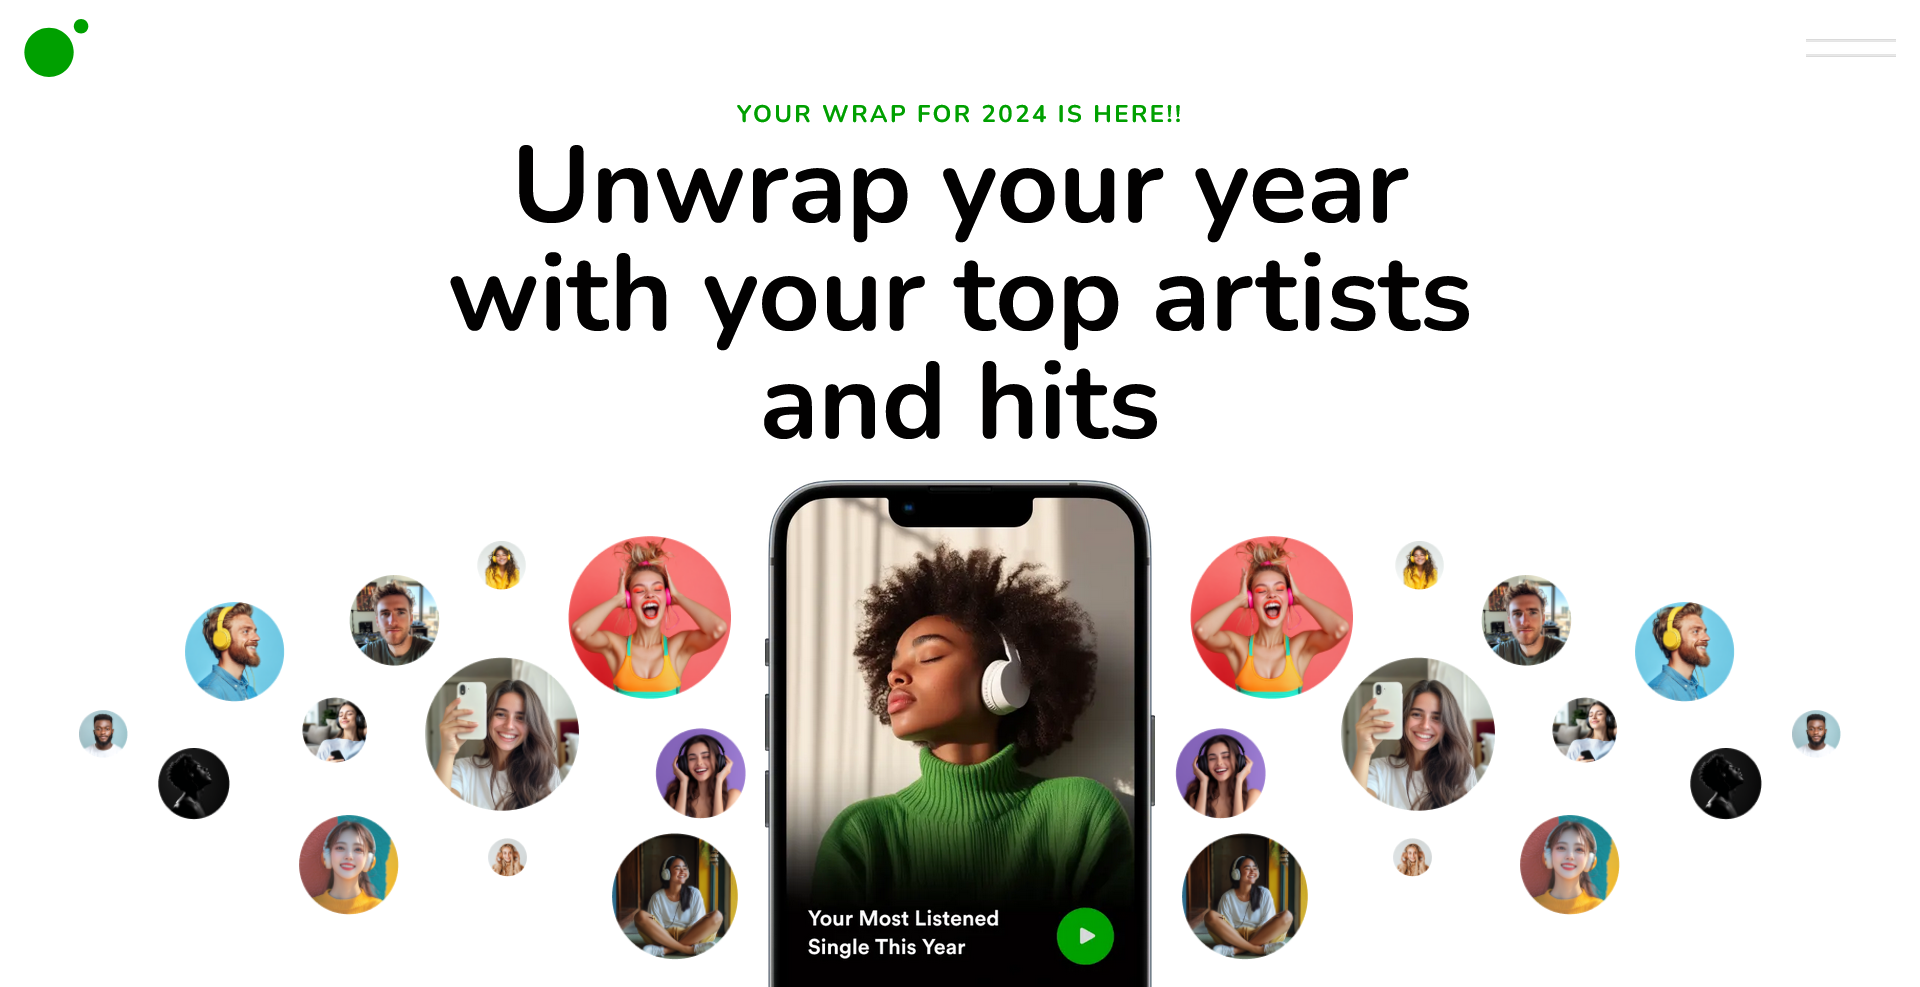 YOUR WRAP FOR 2024 IS HERE!!
Unwrap your year
with your top artists
and hits
Your Most Listened
Single This Year